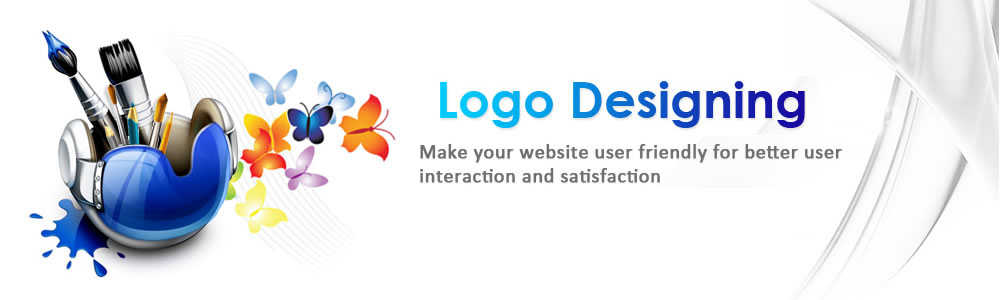 Logo Designing
Make your website user friendly for better user
interaction and satisfaction